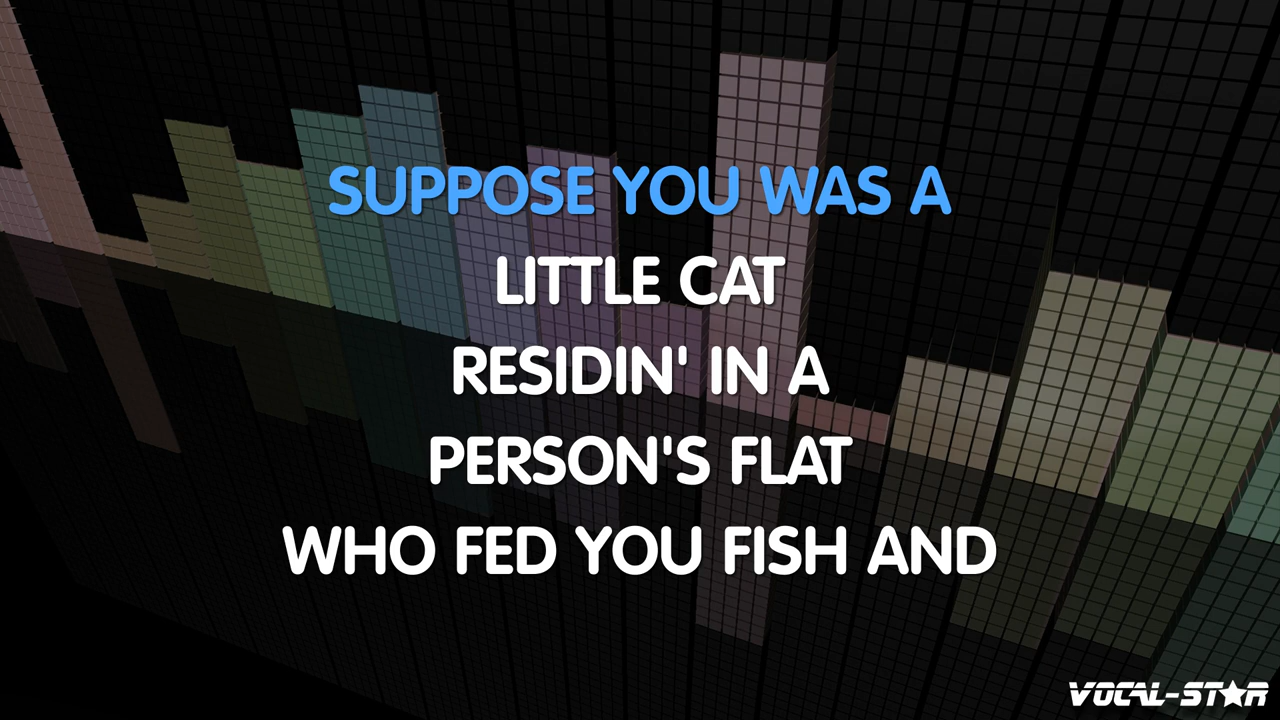 SUPPOSE YOU WAS A
LITTLE CAT
RESIDIN' IN A
PERSON'S FLAT
WHO FED YOU FISH AND
VOCAL-STAR